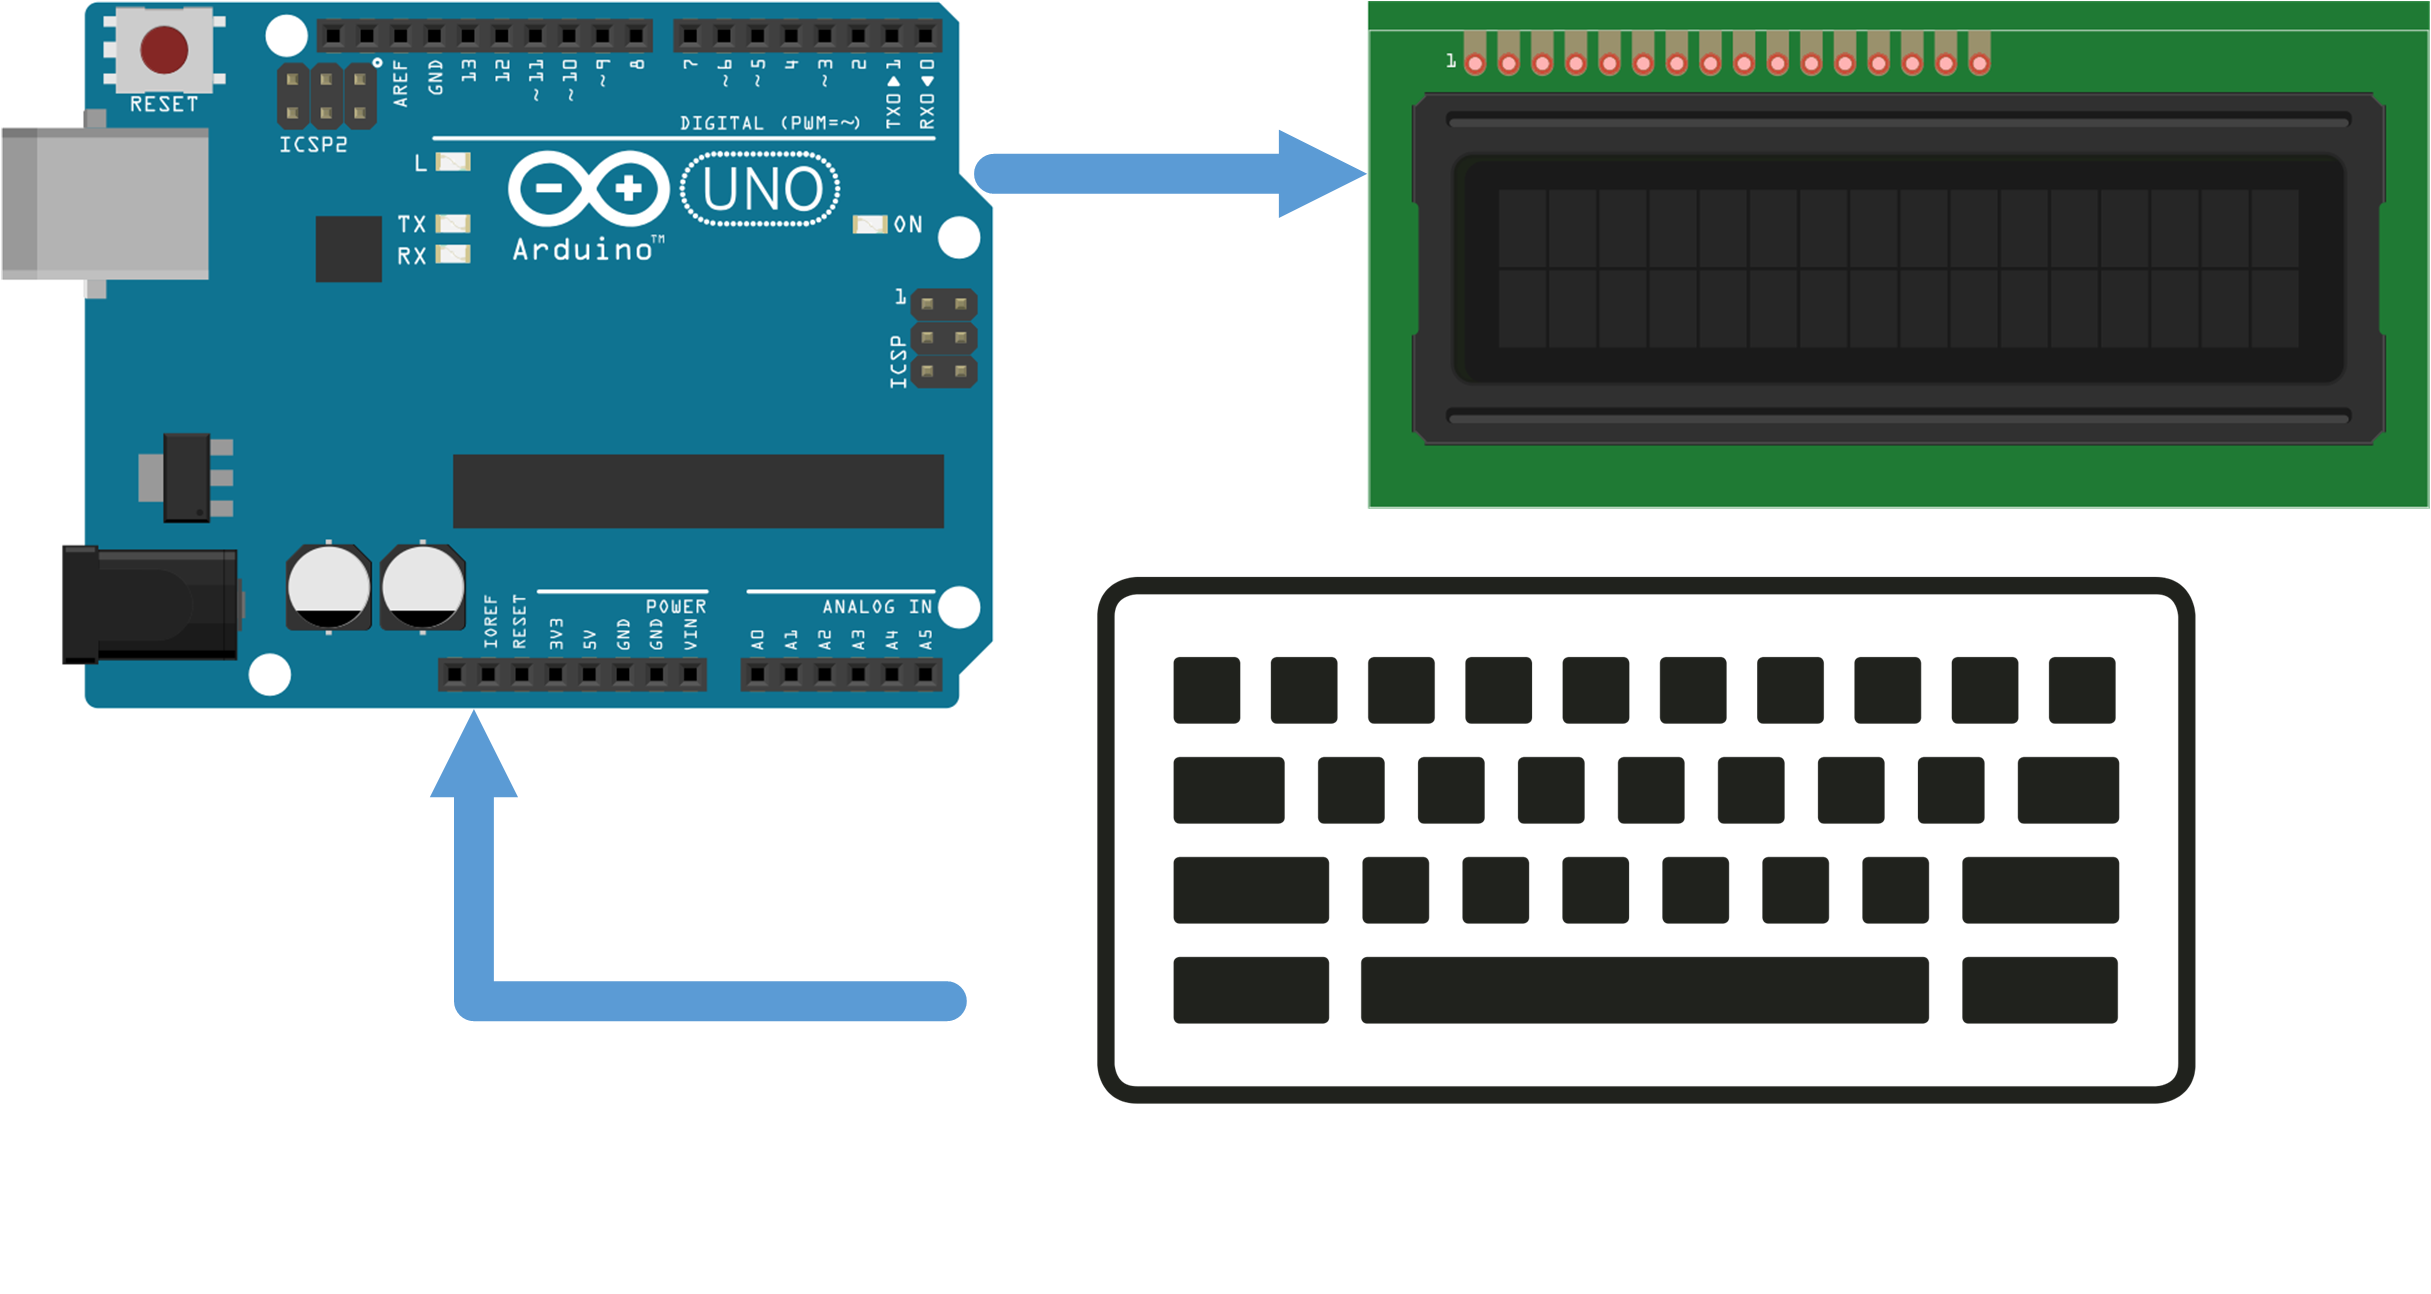 RESET
ICSP2
AREF
GND
13
12
~11
~10
~9
8
7
~6
~5
4
~3
2
TX0▶1
RX0◀0
DIGITAL (PWM=~)
L
TX
RX
UNO
Arduino™
ON
1
ICSP
POWER
ANALOG IN
IOREF
RESET
3V3
5V
GND
GND
VIN
A0
A1
A2
A3
A4
A5
1